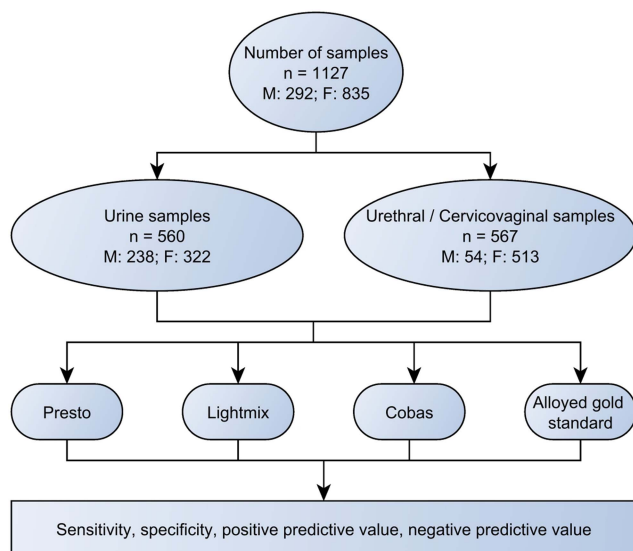 Number of samples
n = 1127
M: 292; F: 835
Urine samples
n = 560
M: 238; F: 322
Urethral / Cervicovaginal samples
n = 567
M: 54; F: 513
Presto
Lightmix
Cobas
Alloyed gold
standard
Sensitivity, specificity, positive predictive value, negative predictive value